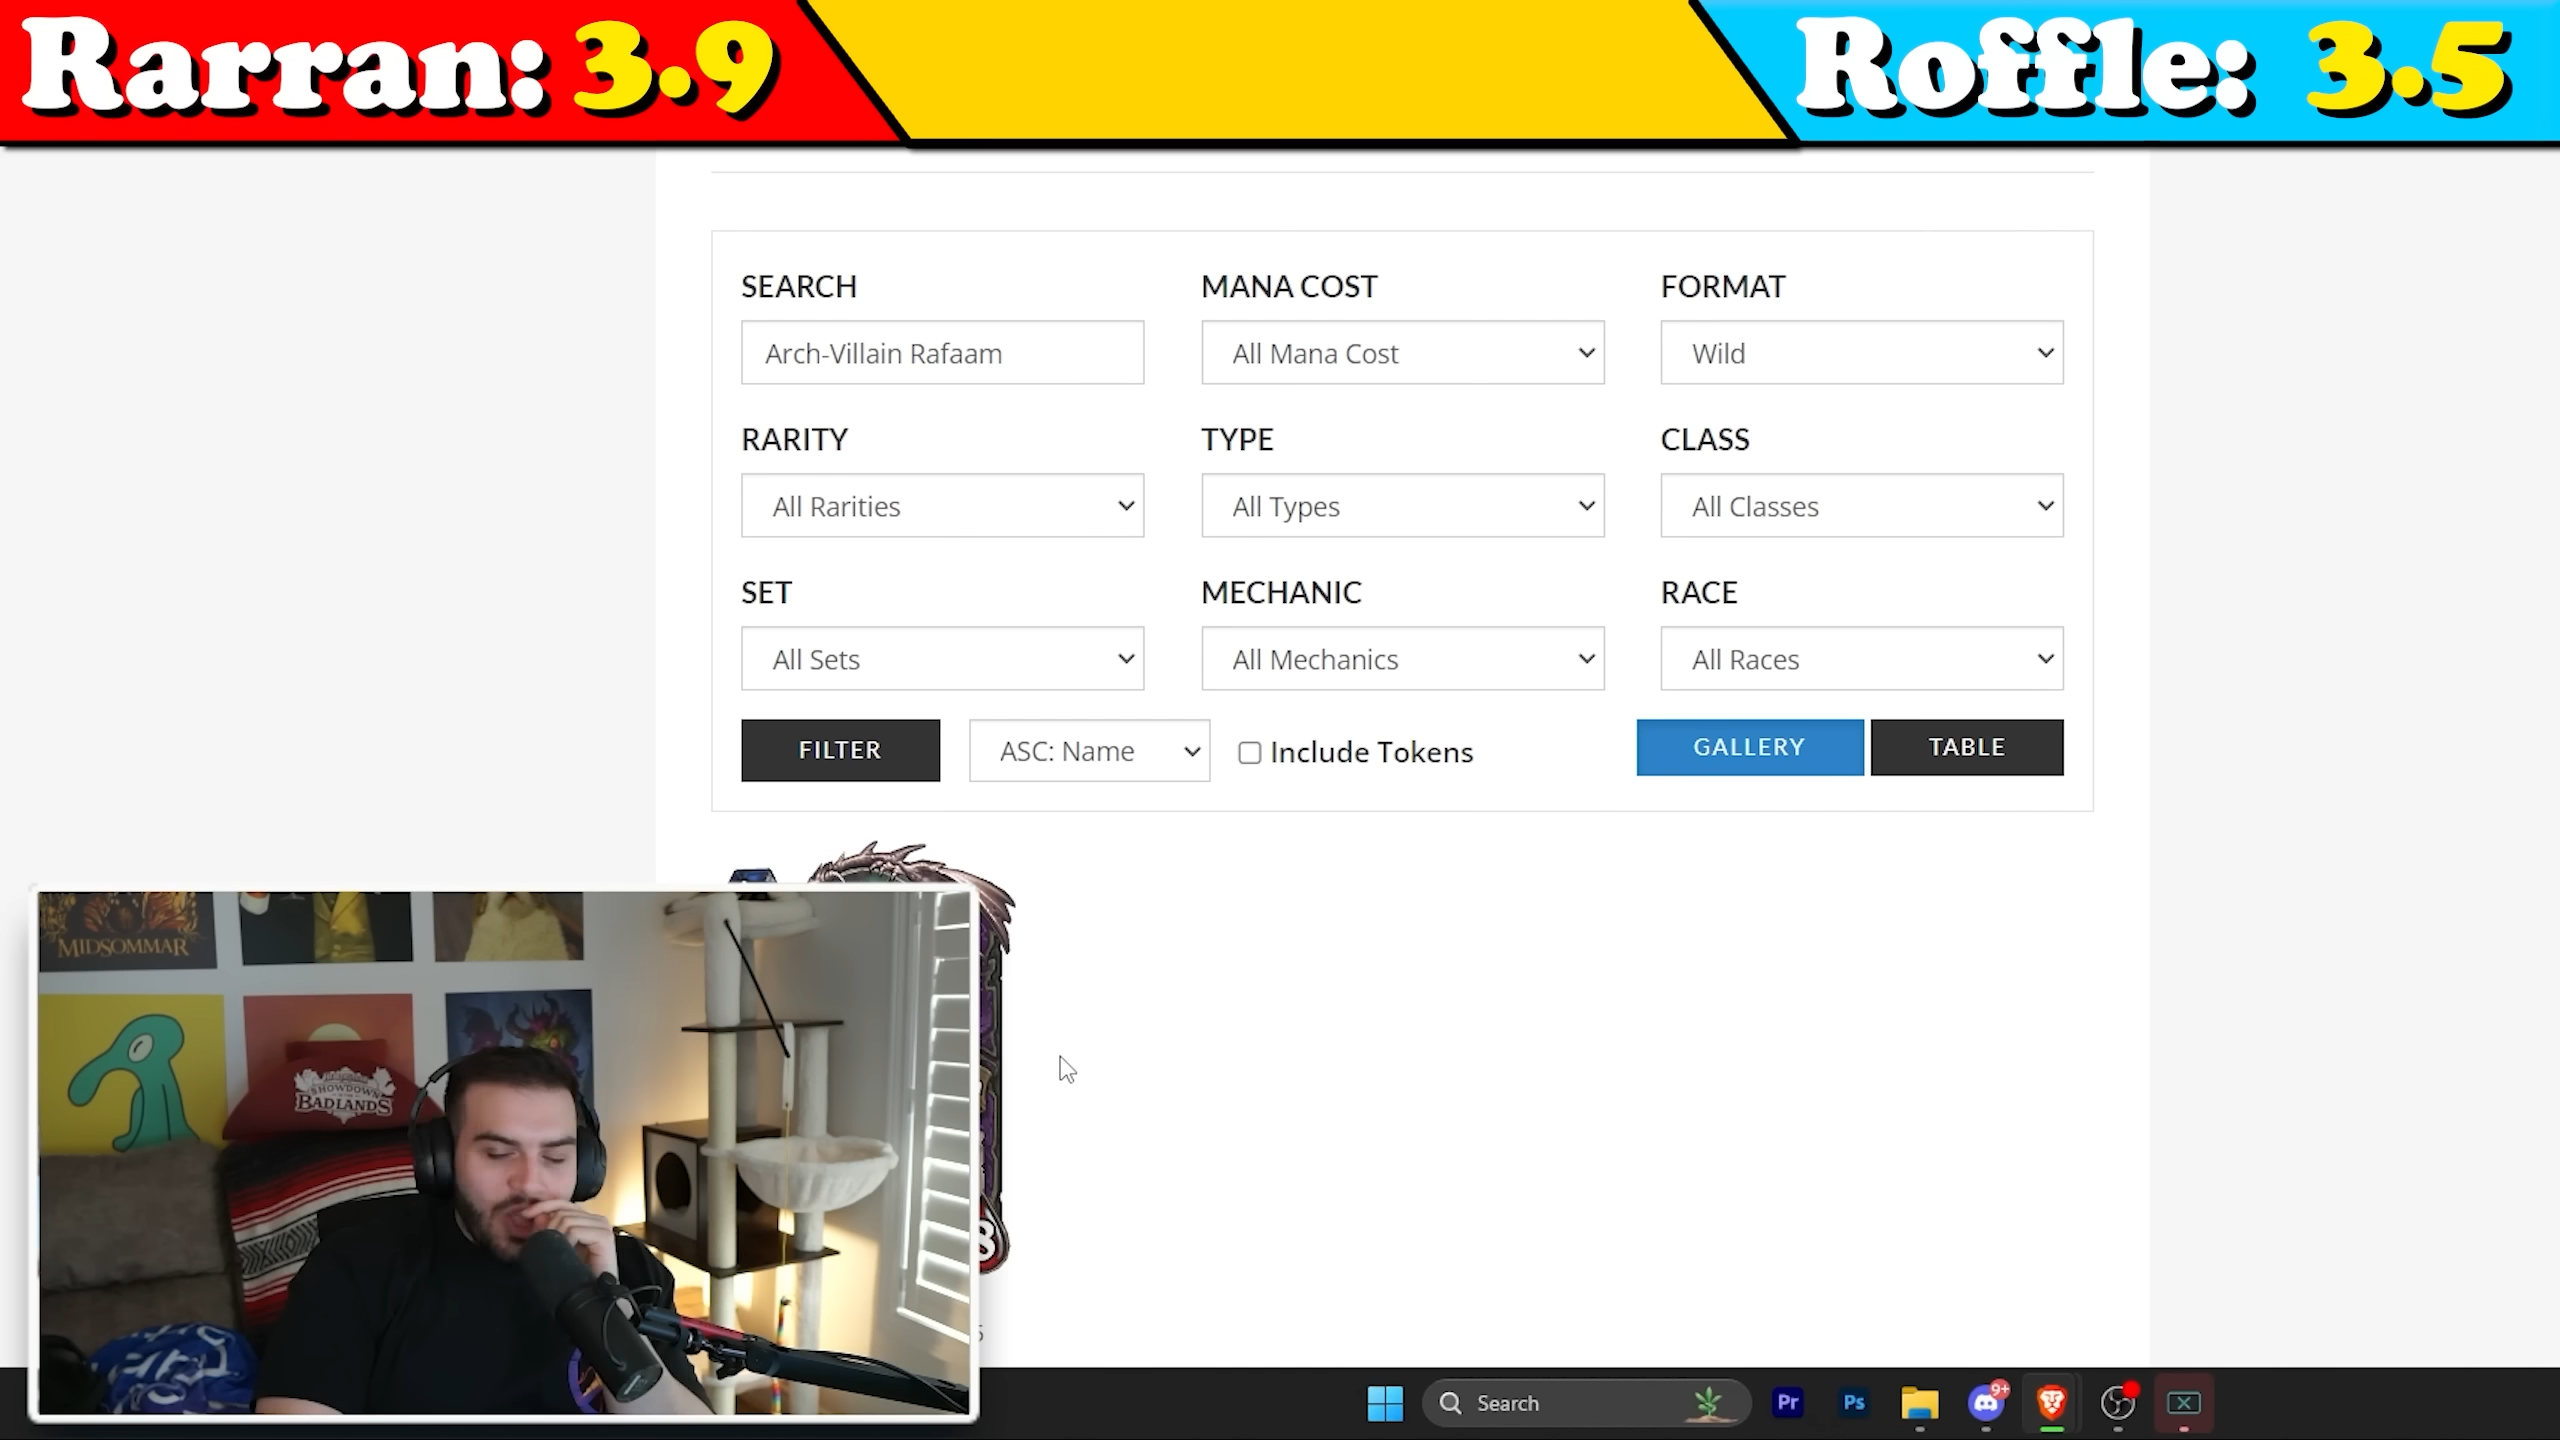 Rarran: 3.9
Roffle: 3.5
SEARCH
MANA COST
FORMAT
Arch-Villain Rafaam
All Mana Cost
Wild
RARITY
TYPE
CLASS
All Rarities
All Types
All Classes
SET
MECHANIC
RACE
All Sets
All Mechanics
All Races
FILTER
ASC: Name
Include Tokens
GALLERY
TABLE
MIDSOMMAR
SHOWDOWN
BADLANDS
8
Search
Pr
Ps
9+